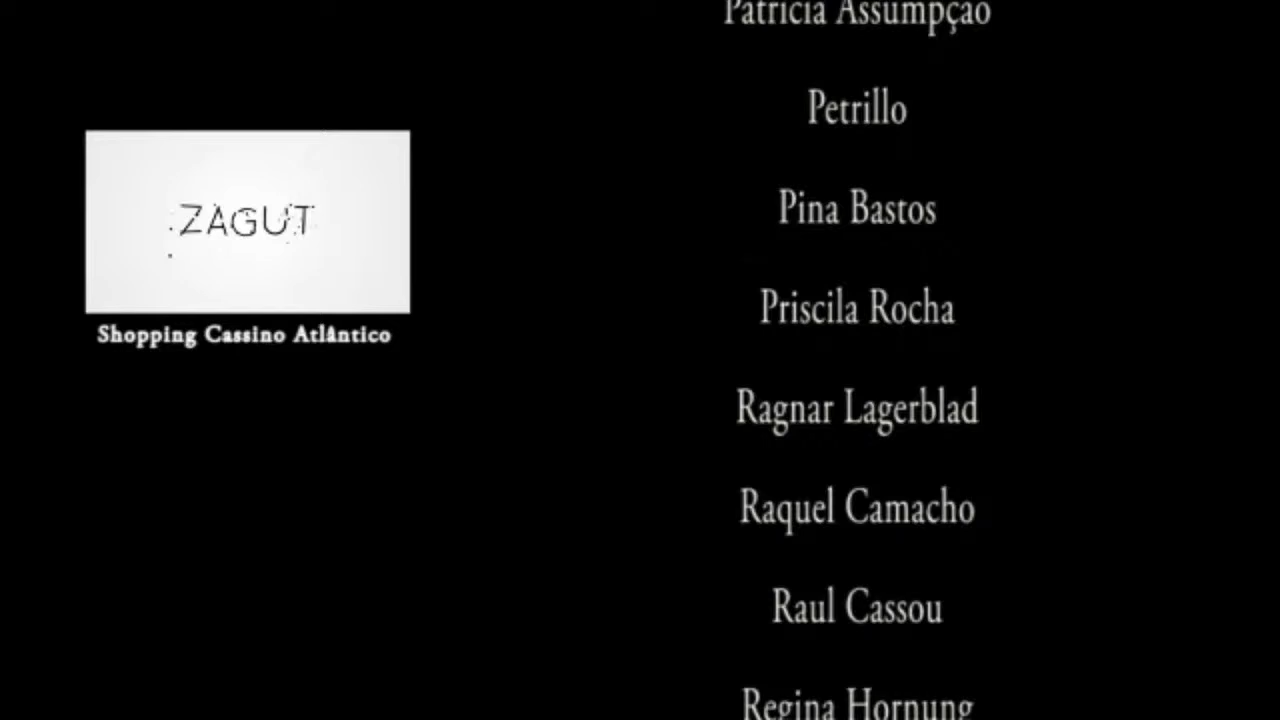 ZAGUT
Shopping Cassino Atlântico
Patricia Assumpção
Petrillo
Pina Bastos
Priscila Rocha
Ragnar Lagerblad
Raquel Camacho
Raul Cassou
Regina Hornung